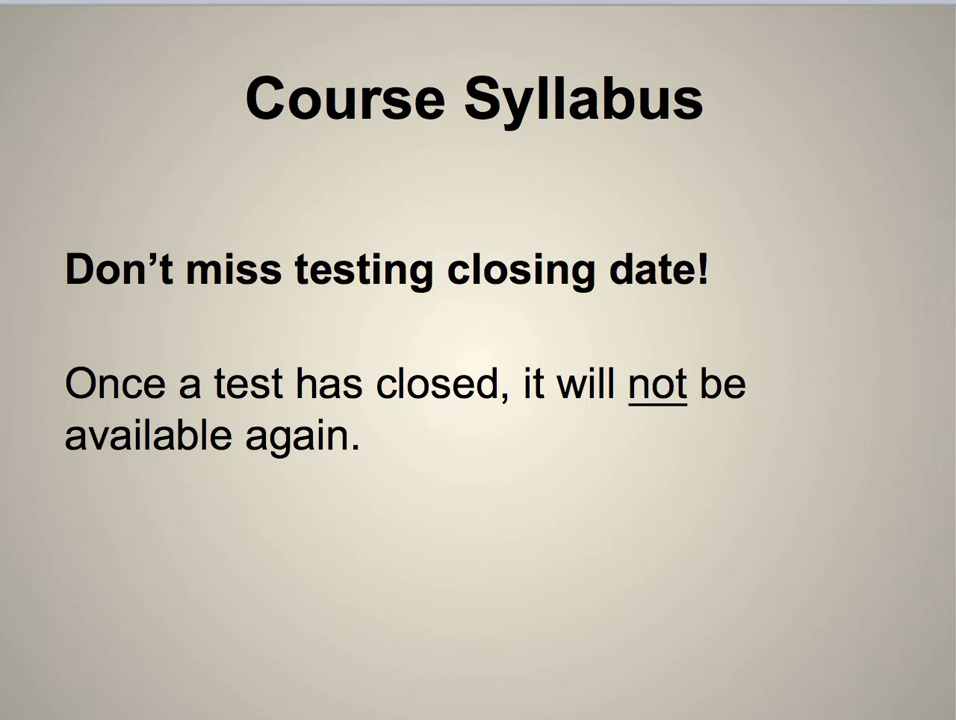 Course Syllabus
Don’t miss testing closing date!
Once a test has closed, it will not be
available again.